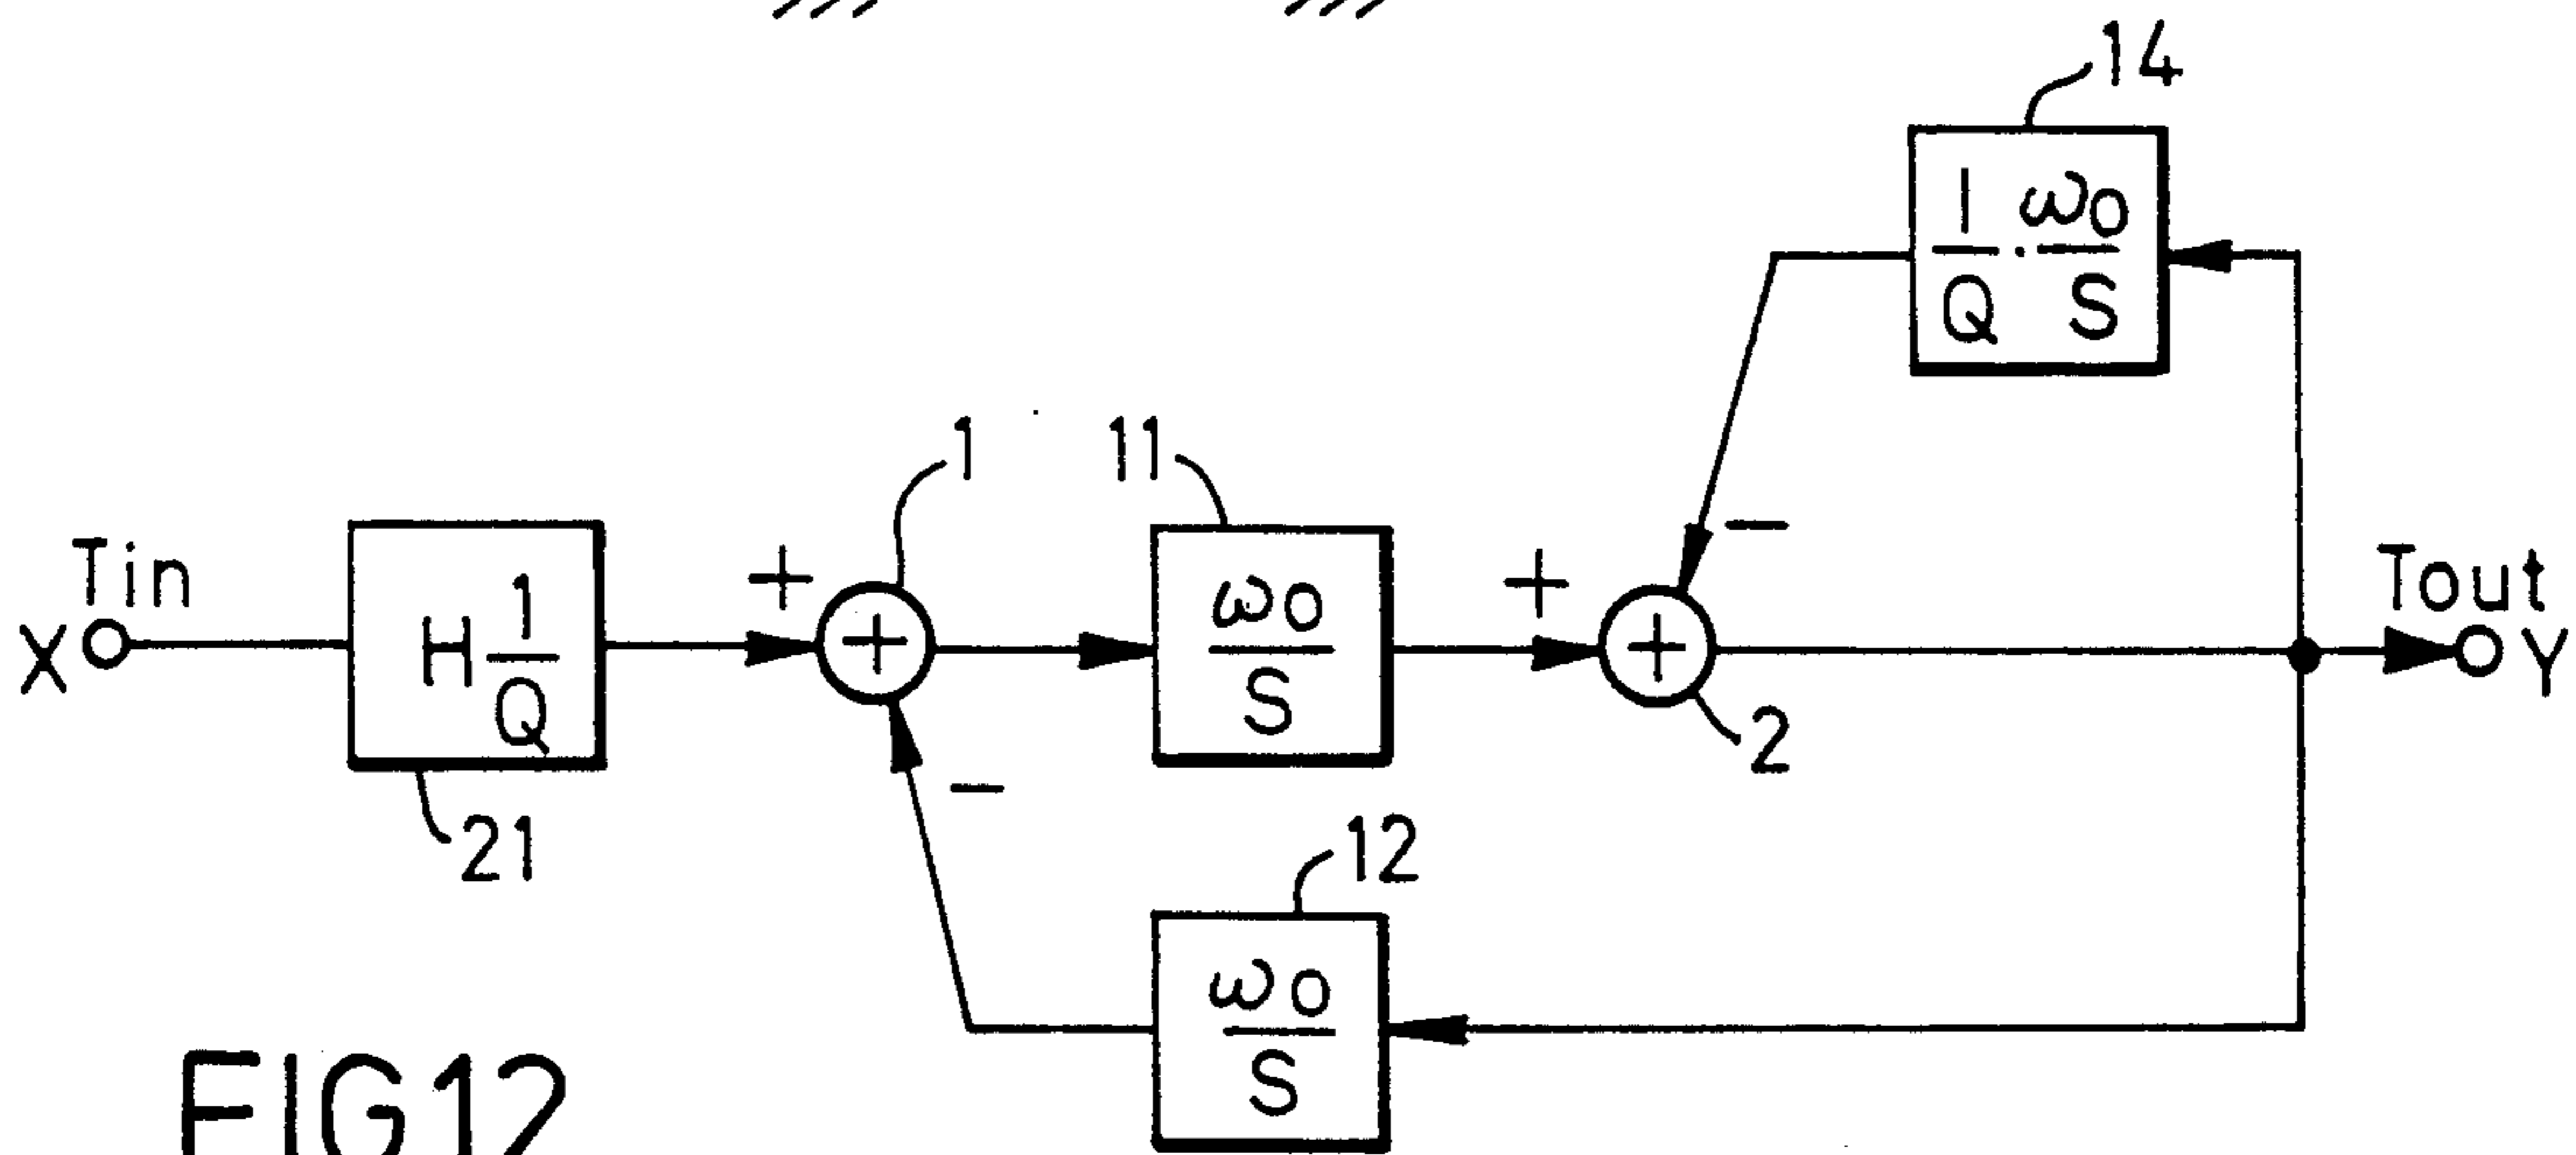 14
1/Q · ω0/S
1
11
Tin
X
H 1/Q
+
+
ω0/S
+
+
−
Tout
Y
21
−
2
12
ω0/S
FIG12